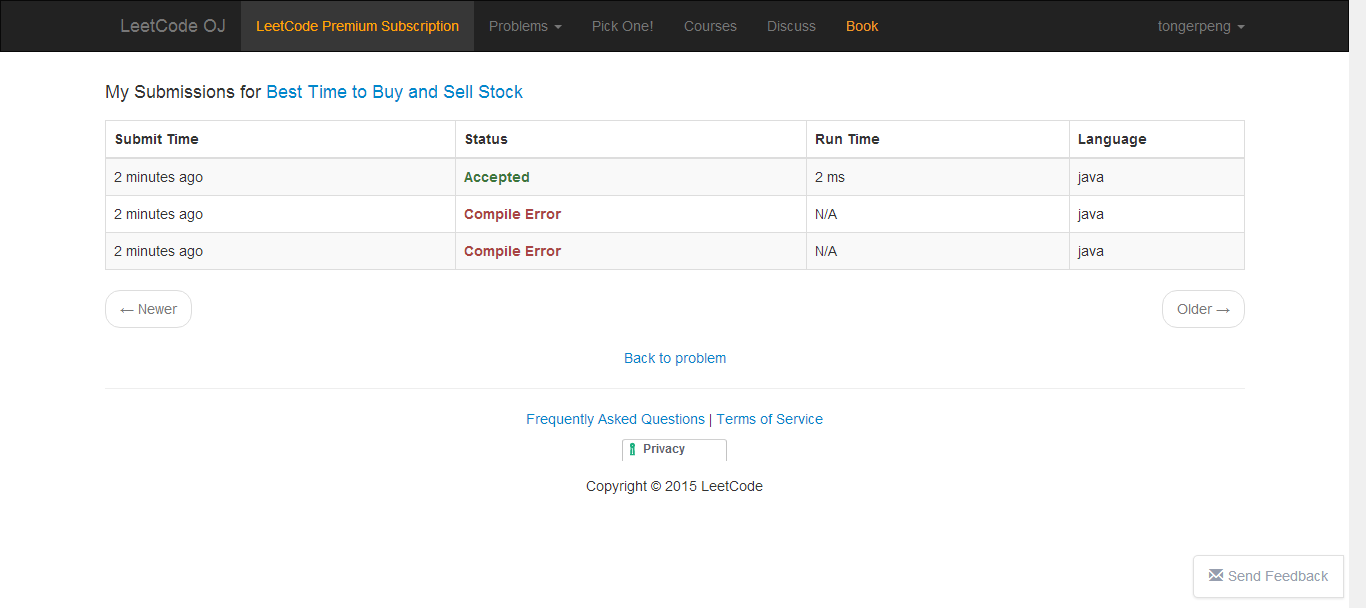 LeetCode OJ LeetCode Premium Subscription Problems Pick One! Courses Discuss Book tongerpeng
My Submissions for Best Time to Buy and Sell Stock
Submit Time Status Run Time Language
2 minutes ago Accepted 2 ms java
2 minutes ago Compile Error N/A java
2 minutes ago Compile Error N/A java
← Newer Older →
Back to problem
Frequently Asked Questions | Terms of Service
Privacy
Copyright © 2015 LeetCode
Send Feedback